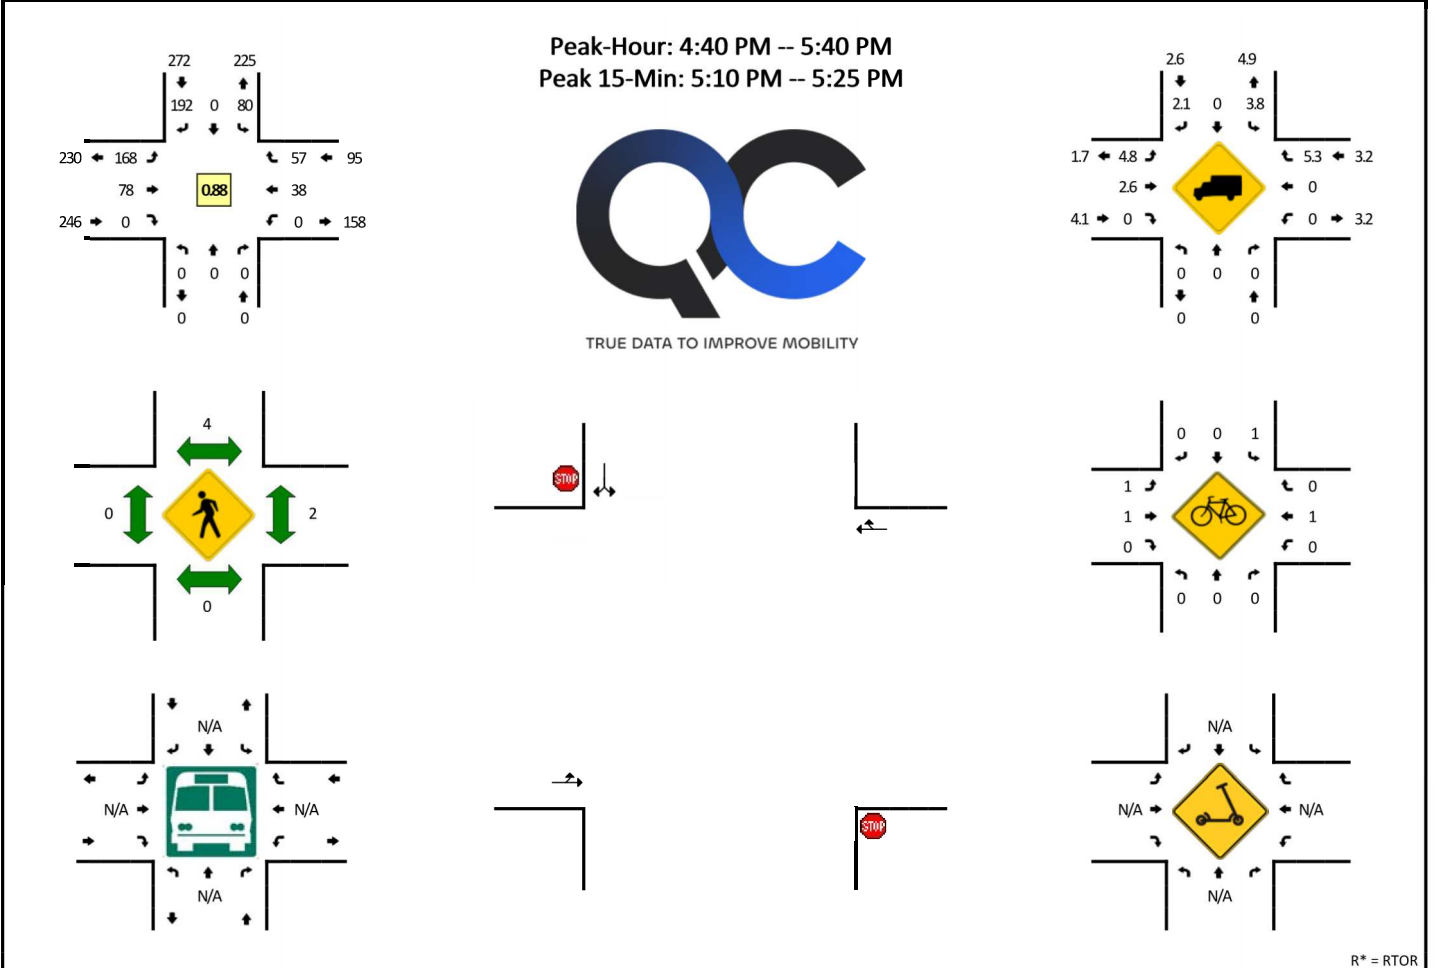 Peak-Hour: 4:40 PM -- 5:40 PM
Peak 15-Min: 5:10 PM -- 5:25 PM
272 225
192 0 80
230 168 57 95
78 0.88 38
246 0 0 158
0 0 0
0 0
QC
TRUE DATA TO IMPROVE MOBILITY
2.6 4.9
2.1 0 3.8
1.7 4.8 5.3 3.2
2.6 0
4.1 0 0 3.2
0 0 0
0 0
4
0 2
0
STOP
STOP
0 0 1
1 0
1 1
0 0
0 0 0
N/A
N/A N/A
N/A
N/A
N/A N/A
N/A
R* = RTOR